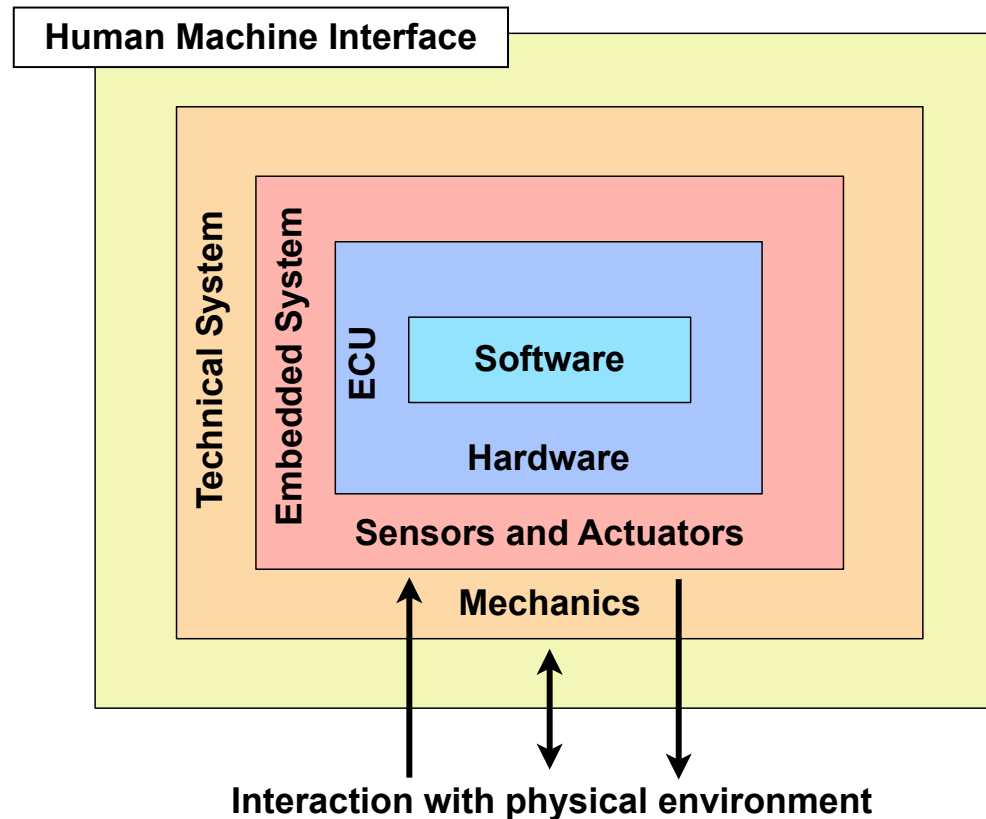 Human Machine Interface
Technical System
Embedded System
ECU
Software
Hardware
Sensors and Actuators
Mechanics
Interaction with physical environment